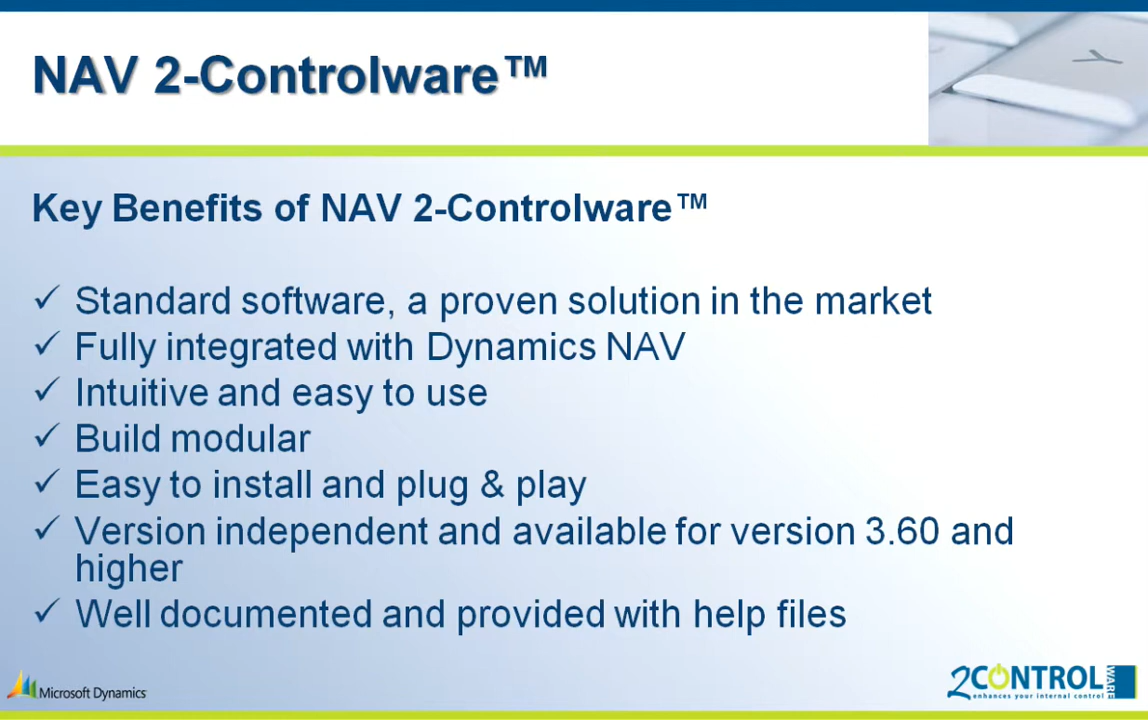 NAV 2-Controlware™
Y
Key Benefits of NAV 2-Controlware™
✓ Standard software, a proven solution in the market
✓ Fully integrated with Dynamics NAV
✓ Intuitive and easy to use
✓ Build modular
✓ Easy to install and plug & play
✓ Version independent and available for version 3.60 and
higher
✓ Well documented and provided with help files
Microsoft Dynamics
2CONTROL WARE
enhances your internal control